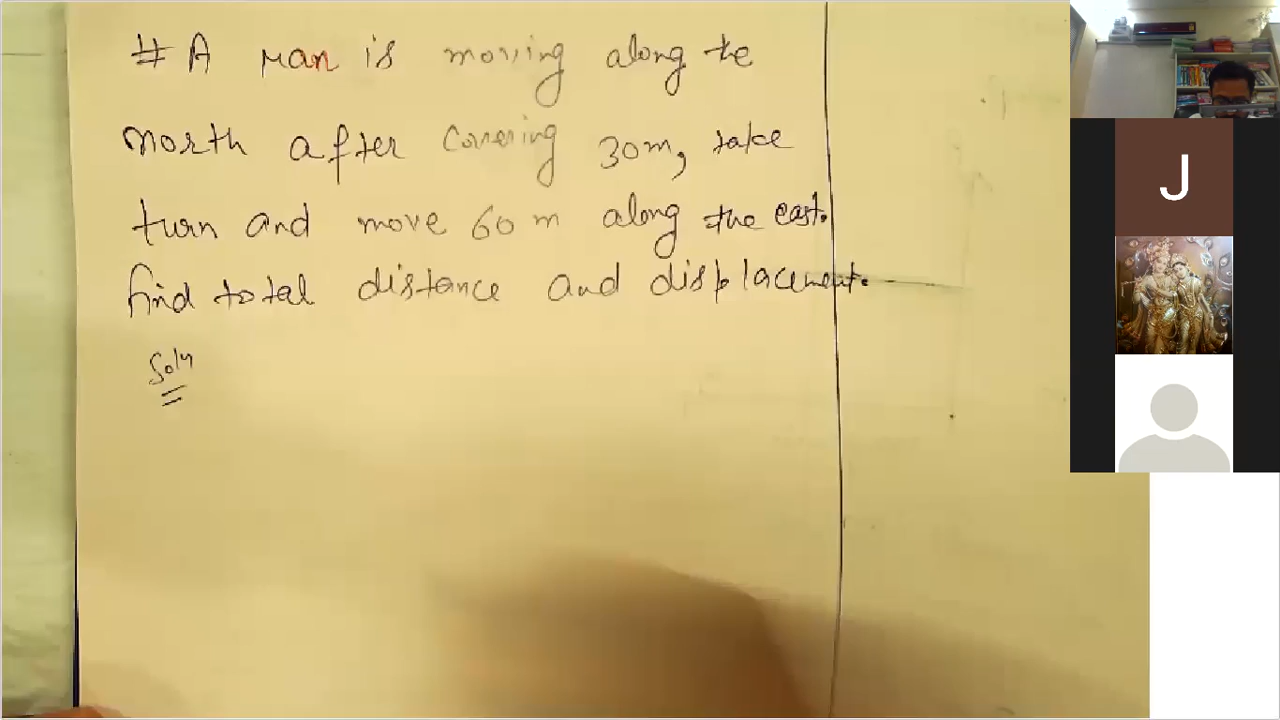 # A man is moving along the
north after covering 30m, take
turn and move 60 m along the east.
find total distance and displacement.
Soln
J